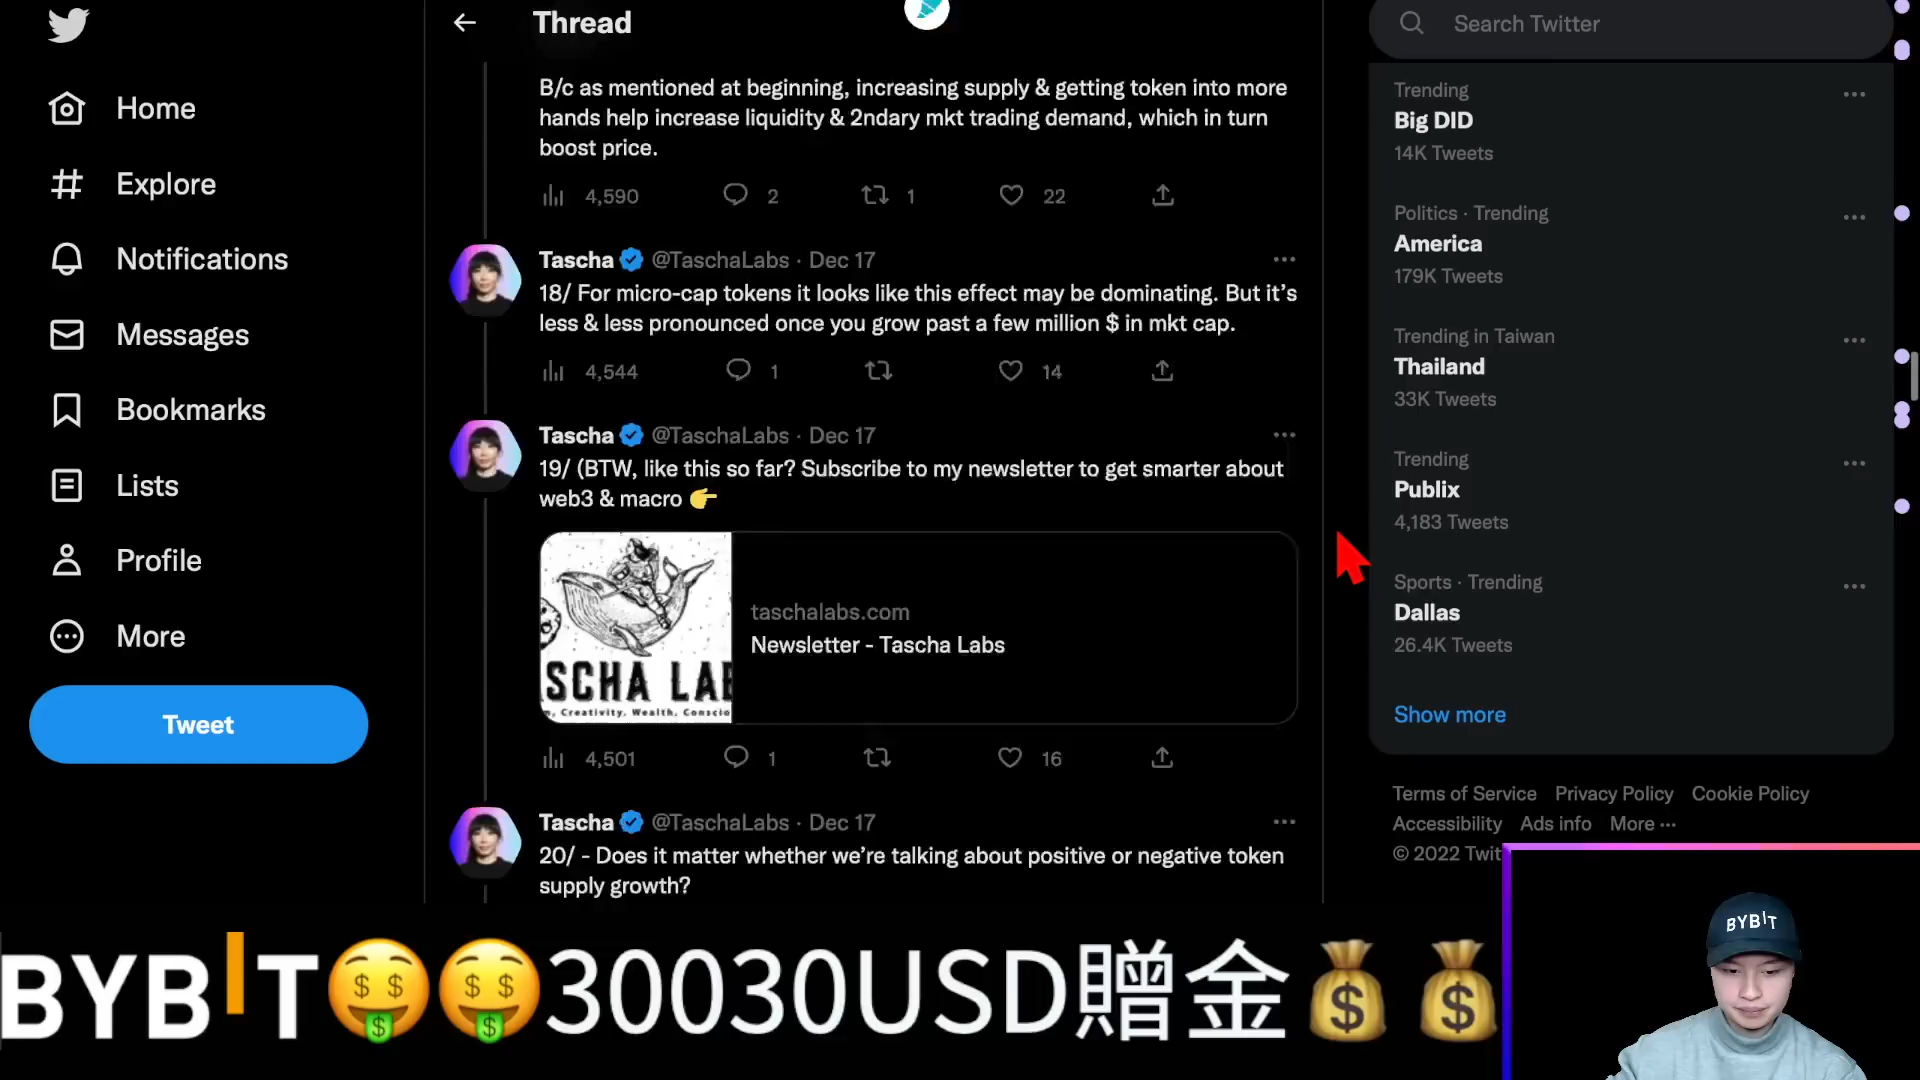 Thread
Search Twitter
Home
Explore
Notifications
Messages
Bookmarks
Lists
Profile
More
Tweet
B/c as mentioned at beginning, increasing supply & getting token into more
hands help increase liquidity & 2ndary mkt trading demand, which in turn
boost price.
4,590 2 1 22
Tascha @TaschaLabs · Dec 17
18/ For micro-cap tokens it looks like this effect may be dominating. But it’s
less & less pronounced once you grow past a few million $ in mkt cap.
4,544 1 14
Tascha @TaschaLabs · Dec 17
19/ (BTW, like this so far? Subscribe to my newsletter to get smarter about
web3 & macro 👉
SCHA LAB
, Creativity, Wealth, Conscio
taschalabs.com
Newsletter - Tascha Labs
4,501 1 16
Tascha @TaschaLabs · Dec 17
20/ - Does it matter whether we’re talking about positive or negative token
supply growth?
Trending
Big DID
14K Tweets
Politics · Trending
America
179K Tweets
Trending in Taiwan
Thailand
33K Tweets
Trending
Publix
4,183 Tweets
Sports · Trending
Dallas
26.4K Tweets
Show more
Terms of Service Privacy Policy Cookie Policy
Accessibility Ads info More ···
© 2022 Twit
BYBIT
BYBIT🤑🤑30030USD贈金💰💰